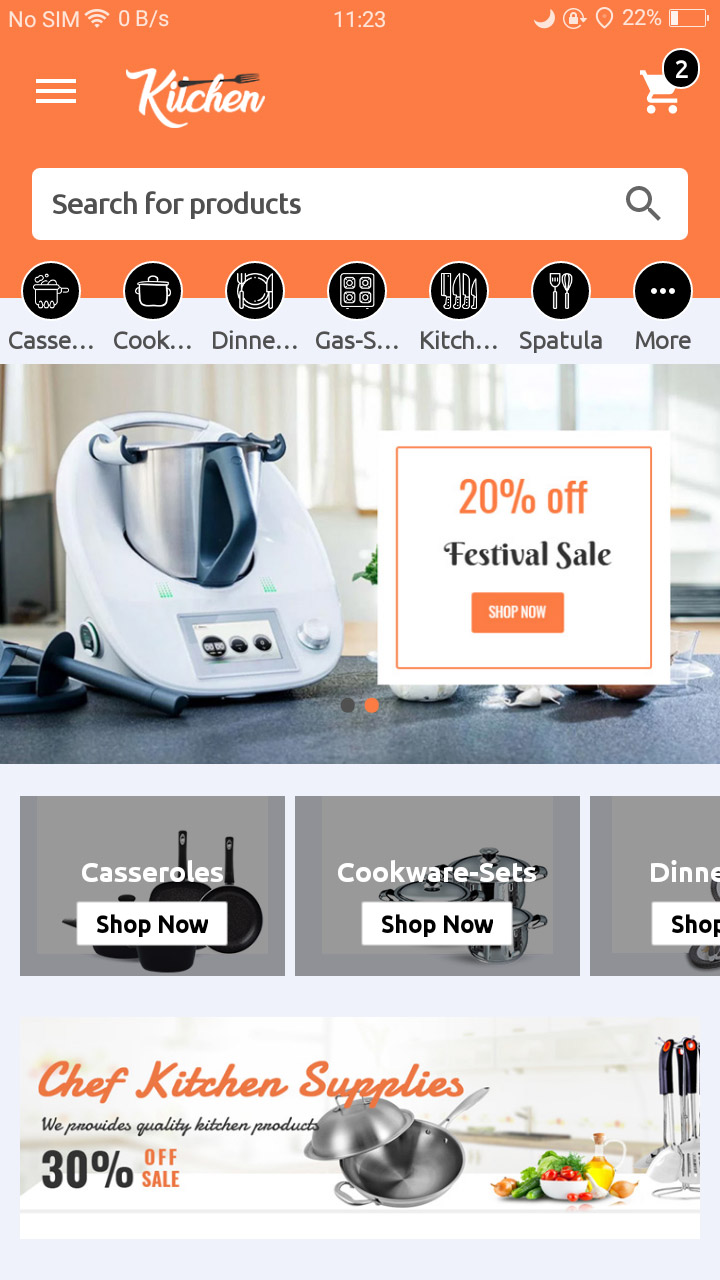 No SIM 0 B/s 11:23 22%
Kitchen
2
Search for products
Casse... Cook... Dinne... Gas-S... Kitch... Spatula More
20% off
Festival Sale
SHOP NOW
Casseroles Cookware-Sets Dinne
Shop Now Shop Now Shop
Chef Kitchen Supplies
We provides quality kitchen products
30% OFF
SALE